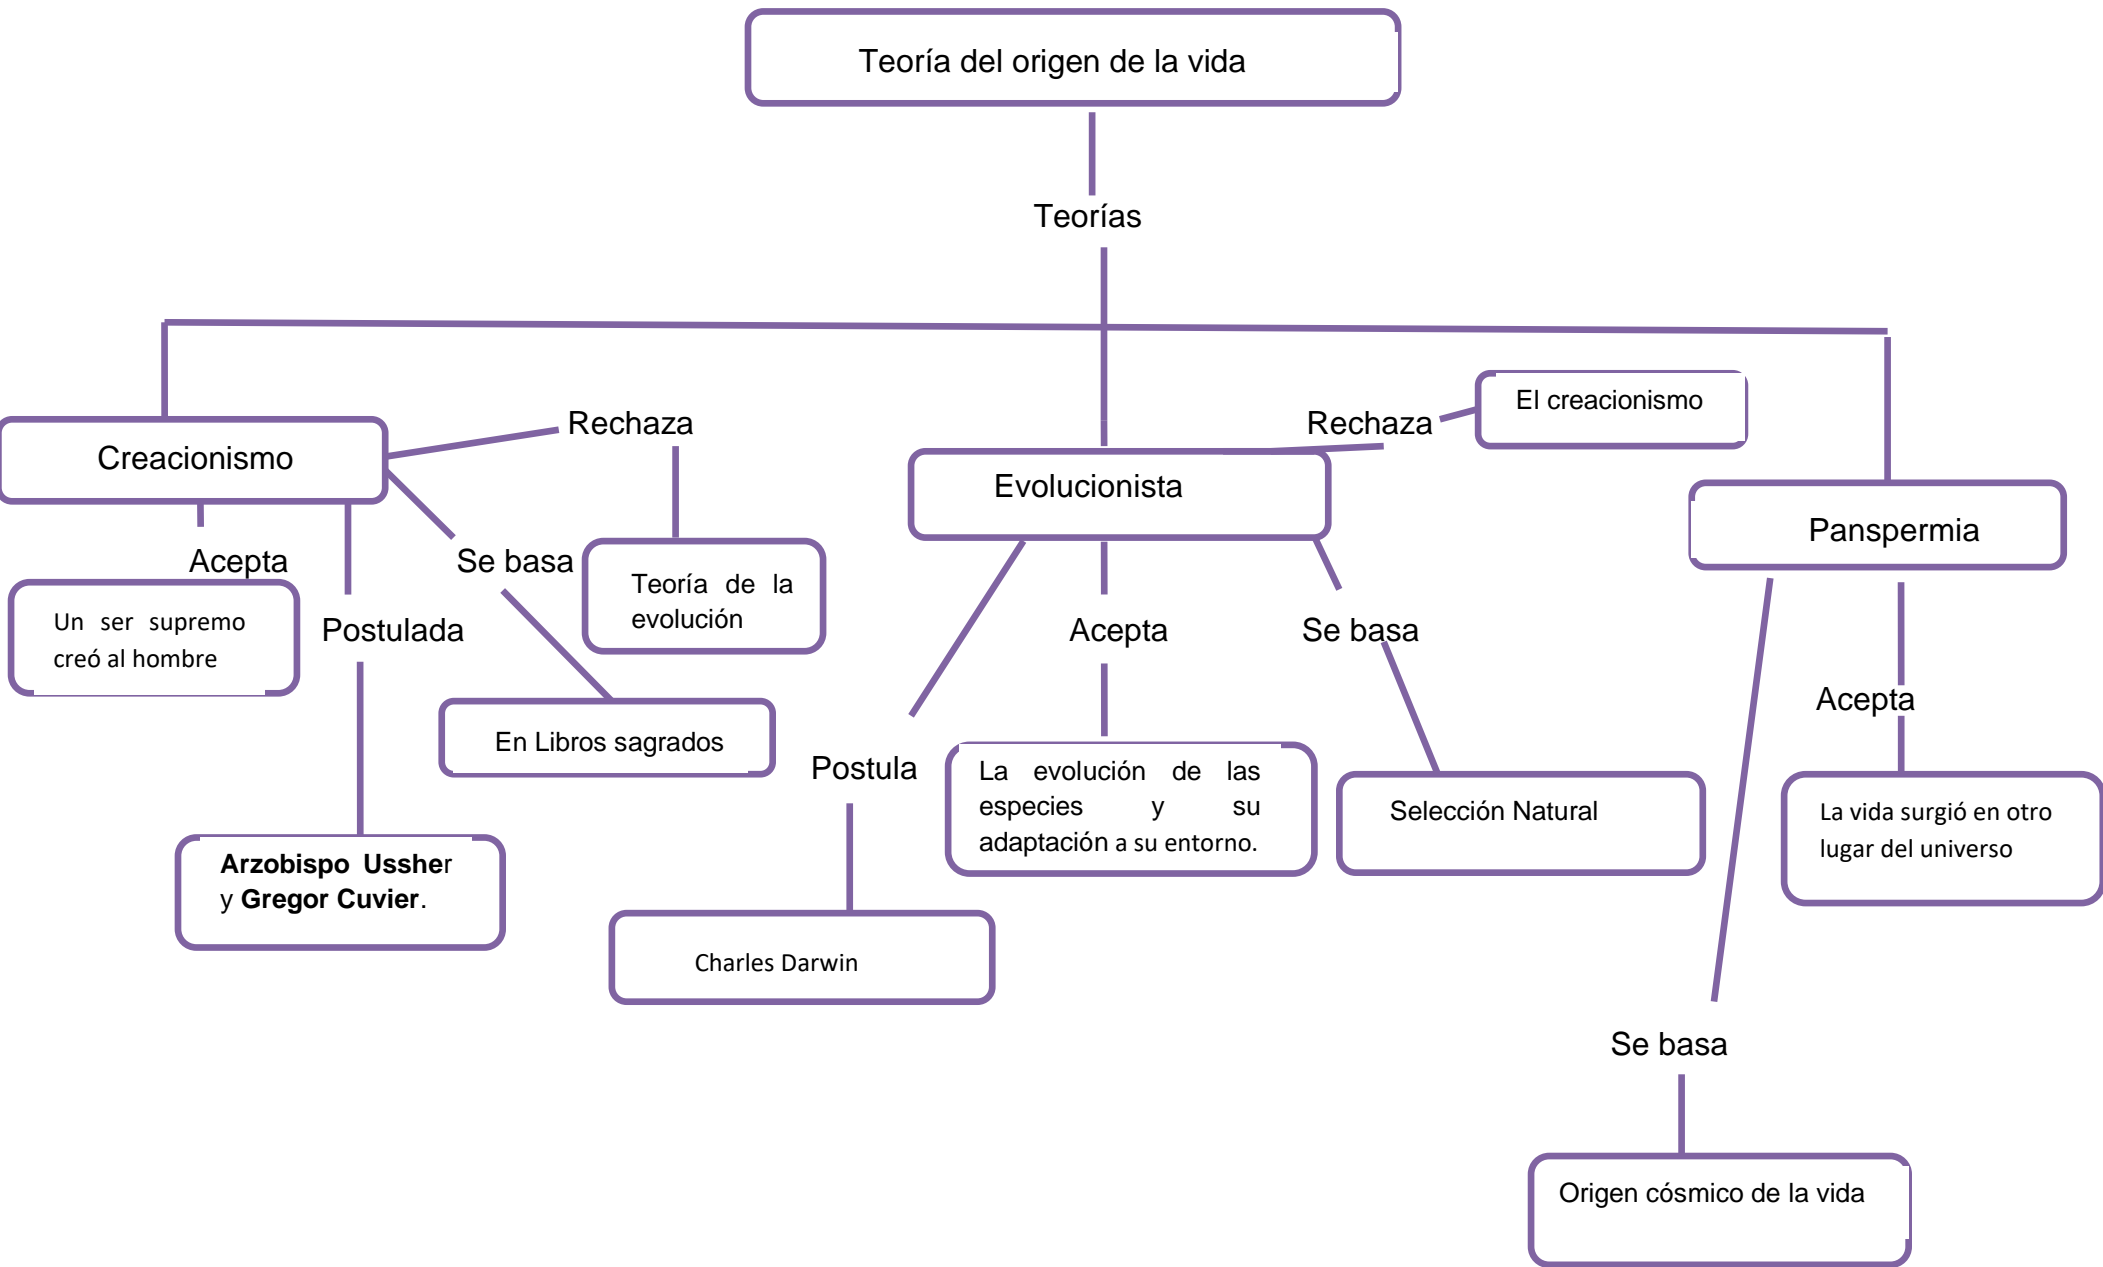 Teoría del origen de la vida
Teorías
Creacionismo
Rechaza
Teoría de la
evolución
Acepta
Un ser supremo
creó al hombre
Postulada
Arzobispo Ussher
y Gregor Cuvier.
Se basa
En Libros sagrados
Evolucionista
Rechaza
El creacionismo
Postula
Charles Darwin
Acepta
La evolución de las
especies y su
adaptación a su entorno.
Se basa
Selección Natural
Panspermia
Acepta
La vida surgió en otro
lugar del universo
Se basa
Origen cósmico de la vida